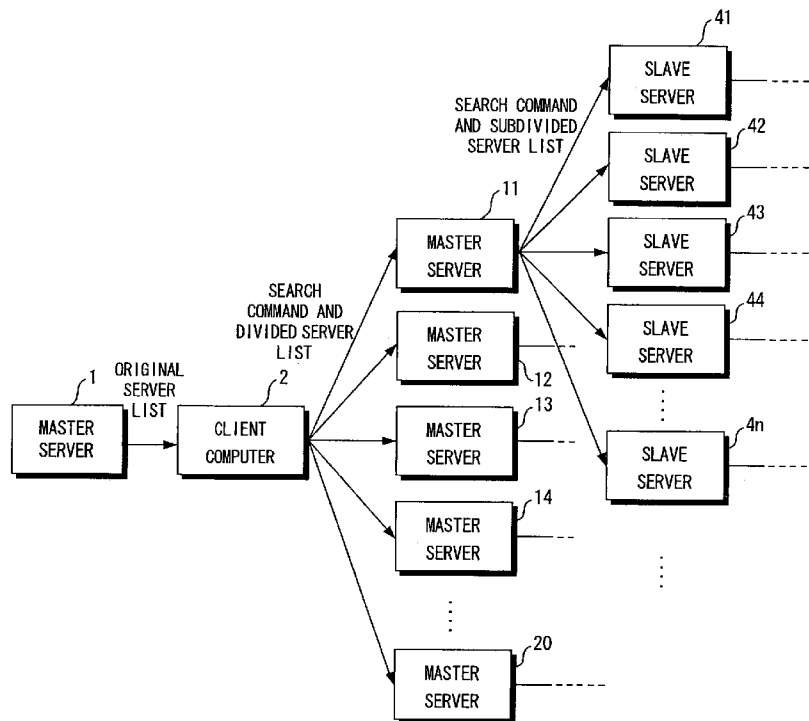 41
SLAVE
SERVER
SEARCH COMMAND
AND SUBDIVIDED
SERVER LIST
42
SLAVE
SERVER
11
MASTER
SERVER
43
SLAVE
SERVER
44
SLAVE
SERVER
SEARCH
COMMAND AND
DIVIDED SERVER
LIST
MASTER
SERVER
12
ORIGINAL
SERVER
LIST
1
MASTER
SERVER
2
CLIENT
COMPUTER
13
MASTER
SERVER
4n
SLAVE
SERVER
14
MASTER
SERVER
20
MASTER
SERVER